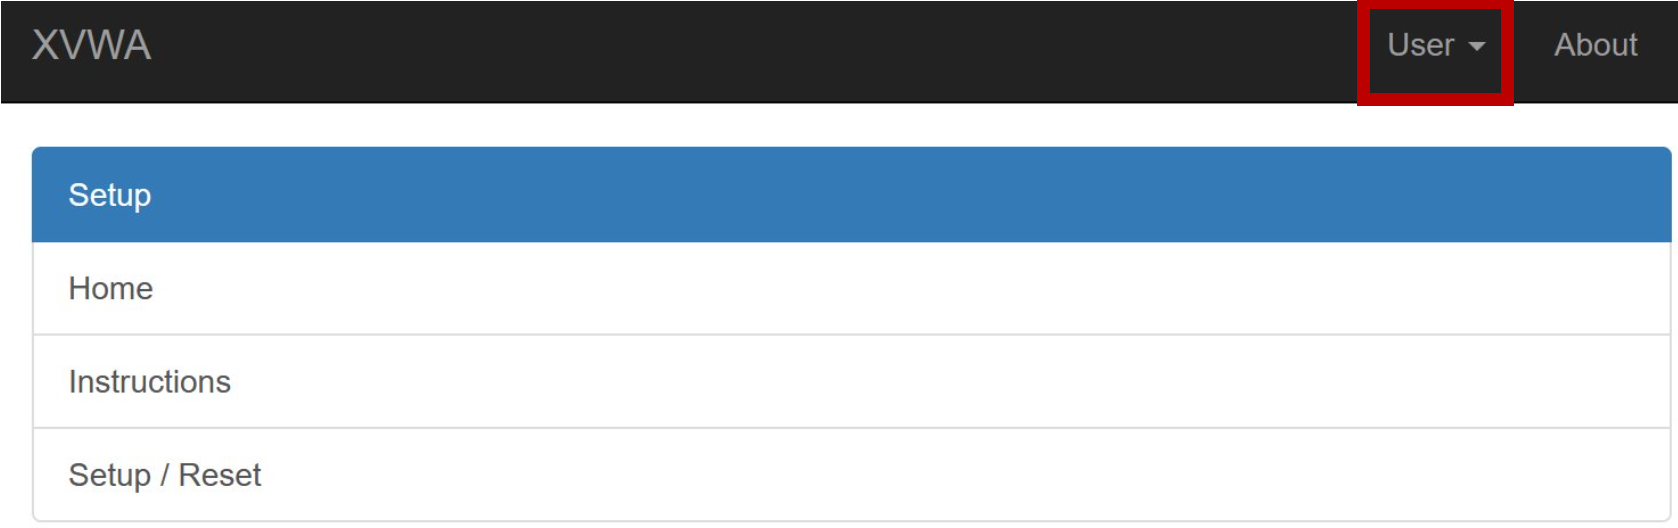 XVWA User About
Setup
Home
Instructions
Setup / Reset